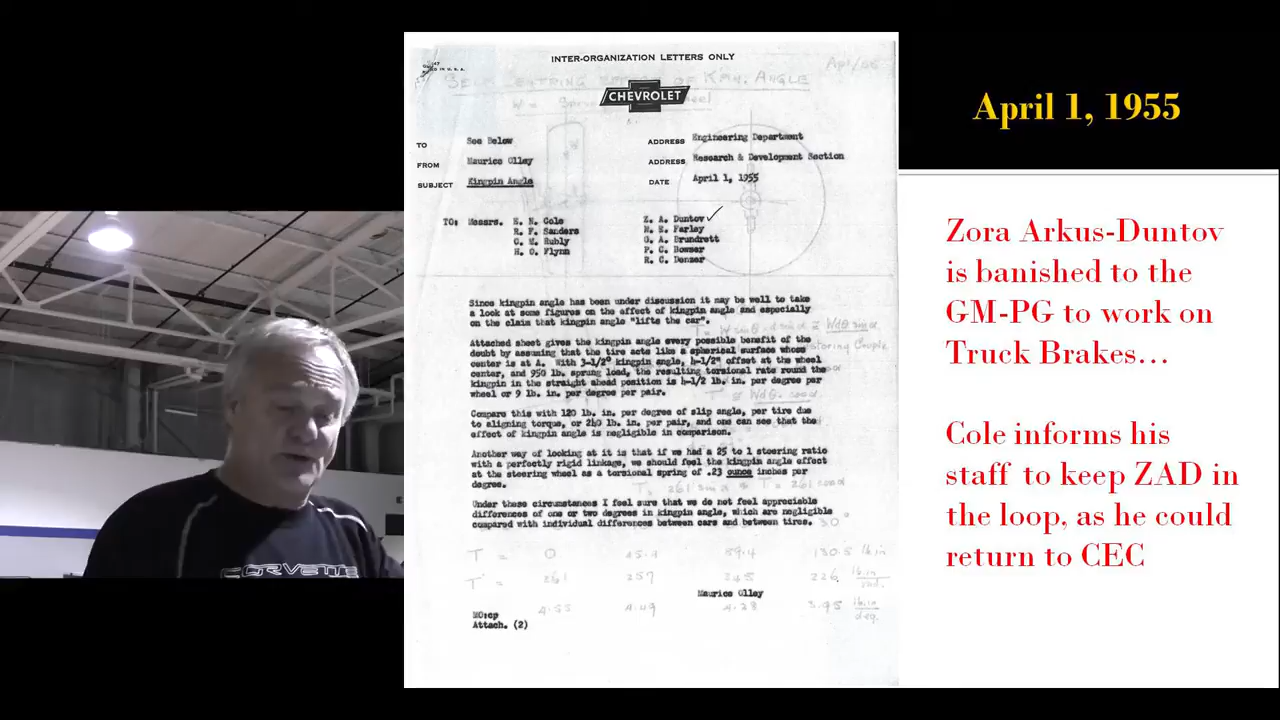 INTER-ORGANIZATION LETTERS ONLY
CHEVROLET
TO See Below ADDRESS Engineering Department
FROM Maurice Olley ADDRESS Research & Development Section
SUBJECT Kingpin Angle DATE April 1, 1955
TO: Messrs. E. N. Cole Z. A. Duntov
R. F. Sanders W. E. Farley
C. M. Rubly G. A. Brundrett
H. O. Flynn P. C. Bowser
R. C. Denzer
Since kingpin angle has been under discussion it may be well to take
a look at some figures on the effect of kingpin angle and especially
on the claim that kingpin angle "lifts the car".
Attached sheet gives the kingpin angle every possible benefit of the
doubt by assuming that the tire acts like a spherical surface whose
center is at A. With 3-1/2° kingpin angle, 4-1/2" offset at the wheel
center, and 950 lb. sprung load, the resulting torsional rate round the
kingpin in the straight ahead position is 4-1/2 lb. in. per degree per
wheel or 9 lb. in. per degree per pair.
Compare this with 120 lb. in. per degree of slip angle, per tire due
to aligning torque, or 240 lb. in. per pair, and one can see that the
effect of kingpin angle is negligible in comparison.
Another way of looking at it is that if we had a 25 to 1 steering ratio
with a perfectly rigid linkage, we should feel the kingpin angle effect
at the steering wheel as a torsional spring of .23 ounce inches per
degree.
Under these circumstances I feel sure that we do not feel appreciable
differences of one or two degrees in kingpin angle, which are negligible
compared with individual differences between cars and between tires.
Maurice Olley
MO:cp
Attach. (2)
April 1, 1955
Zora Arkus-Duntov
is banished to the
GM-PG to work on
Truck Brakes...
Cole informs his
staff to keep ZAD in
the loop, as he could
return to CEC
CORVETTE